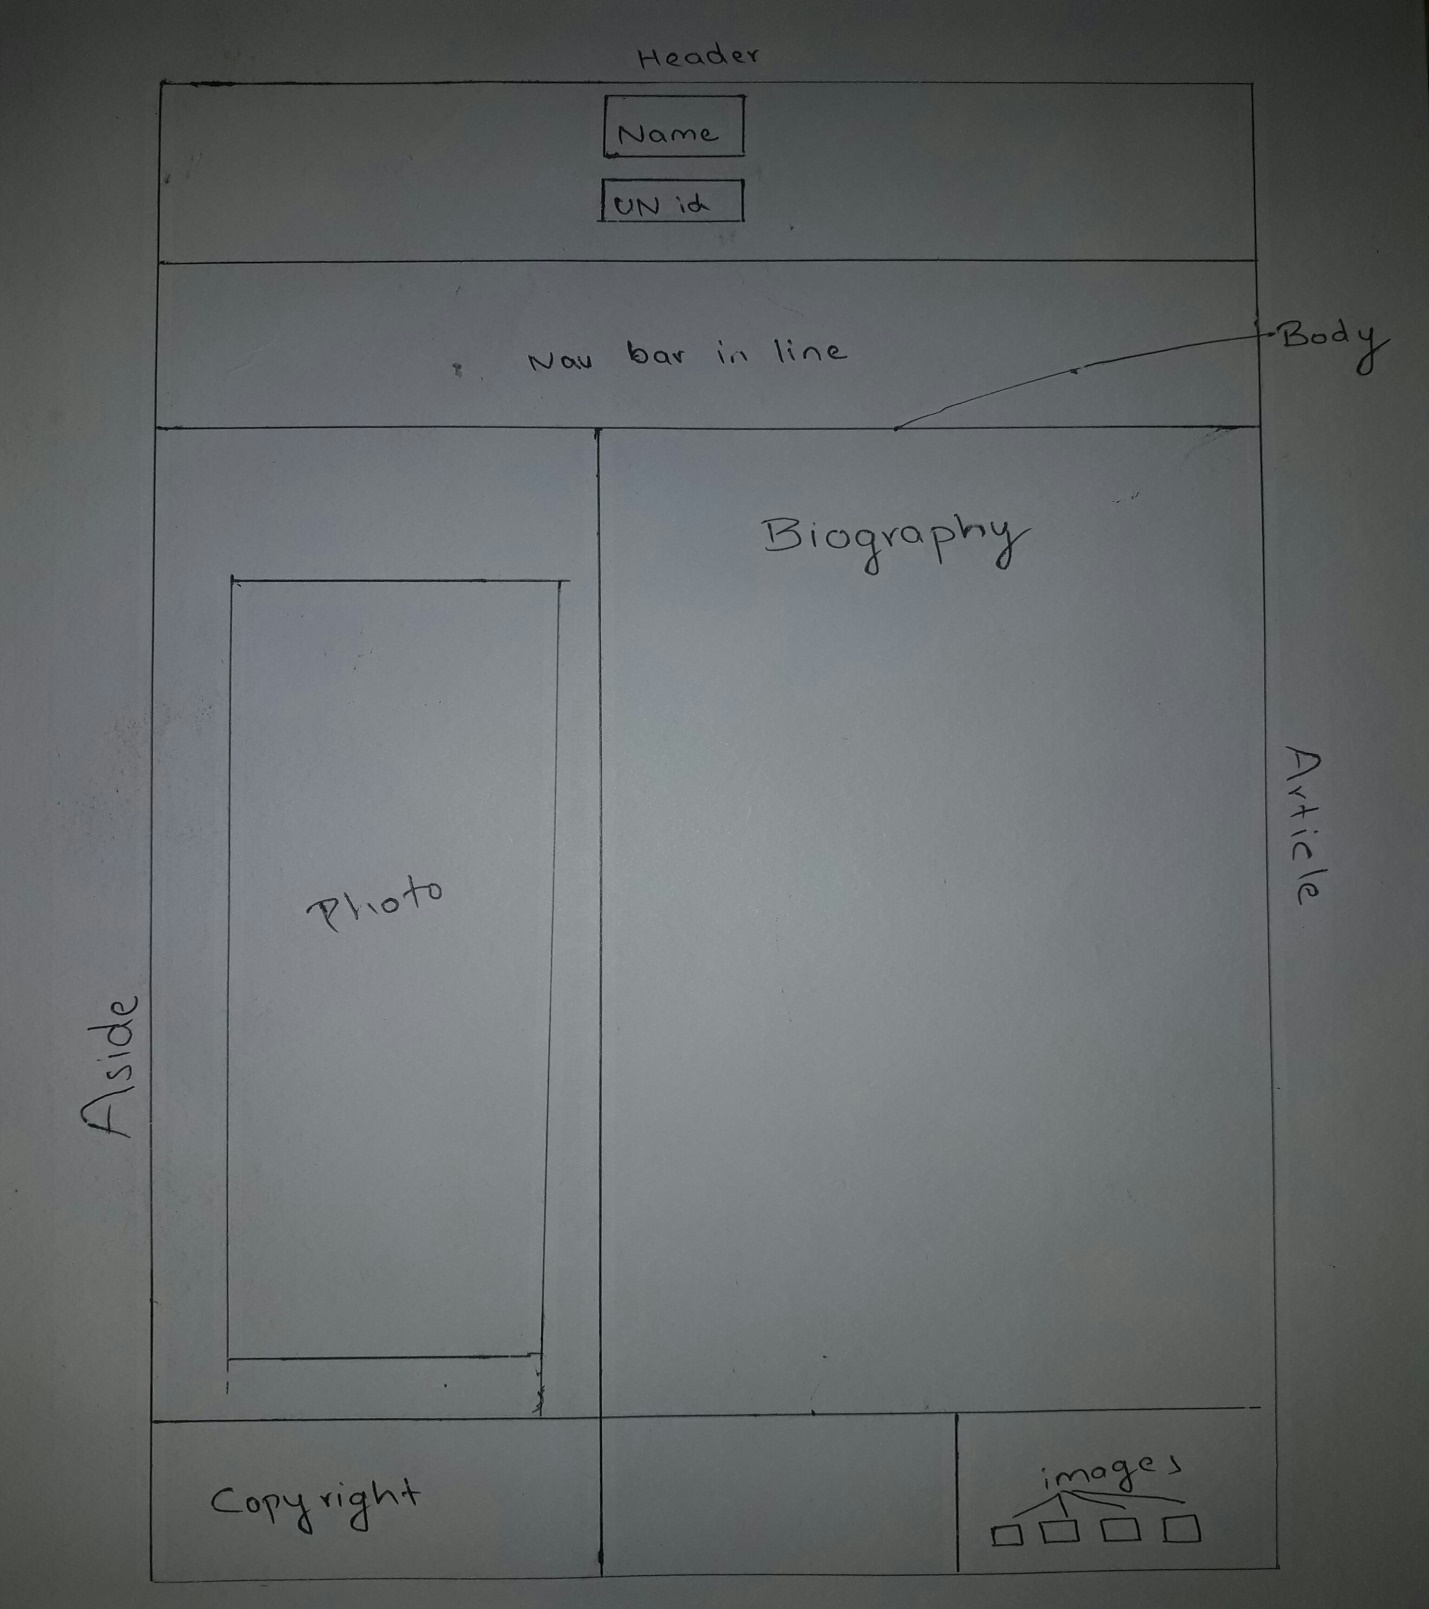 Header
Name
UN id
Nav bar in line
Body
Biography
Photo
Article
Aside
Copyright
images